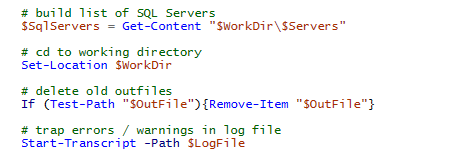 # build list of SQL Servers
$SqlServers = Get-Content "$WorkDir\$Servers"
# cd to working directory
Set-Location $WorkDir
# delete old outfiles
If (Test-Path "$OutFile"){Remove-Item "$OutFile"}
# trap errors / warnings in log file
Start-Transcript -Path $LogFile